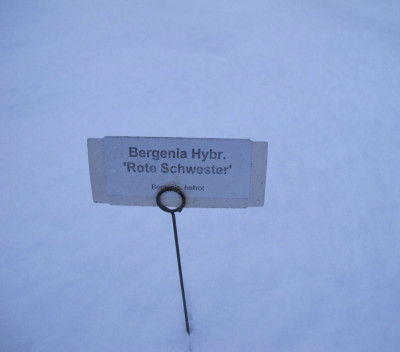 Bergenia Hybr.
'Rote Schwester'